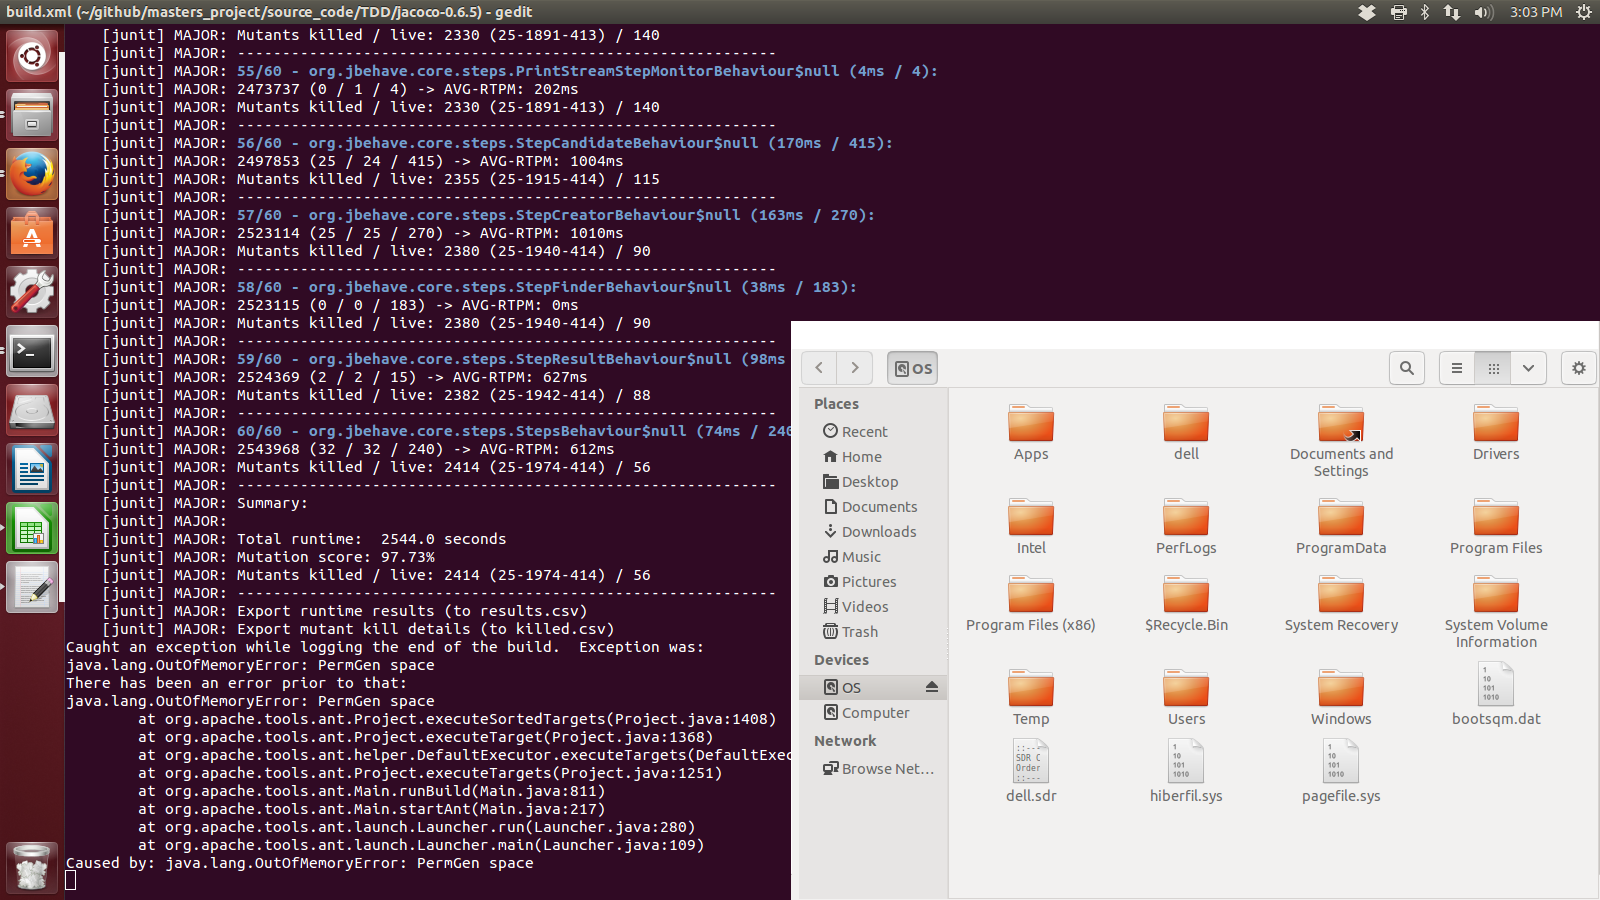 build.xml (~/github/masters_project/source_code/TDD/jacoco-0.6.5) - gedit
3:03 PM
[junit] MAJOR: Mutants killed / live: 2330 (25-1891-413) / 140
[junit] MAJOR: ------------------------------------------------------------
[junit] MAJOR: 55/60 - org.jbehave.core.steps.PrintStreamStepMonitorBehaviour$null (4ms / 4):
[junit] MAJOR: 2473737 (0 / 1 / 4) -> AVG-RTPM: 202ms
[junit] MAJOR: Mutants killed / live: 2330 (25-1891-413) / 140
[junit] MAJOR: ------------------------------------------------------------
[junit] MAJOR: 56/60 - org.jbehave.core.steps.StepCandidateBehaviour$null (170ms / 415):
[junit] MAJOR: 2497853 (25 / 24 / 415) -> AVG-RTPM: 1004ms
[junit] MAJOR: Mutants killed / live: 2355 (25-1915-414) / 115
[junit] MAJOR: ------------------------------------------------------------
[junit] MAJOR: 57/60 - org.jbehave.core.steps.StepCreatorBehaviour$null (163ms / 270):
[junit] MAJOR: 2523114 (25 / 25 / 270) -> AVG-RTPM: 1010ms
[junit] MAJOR: Mutants killed / live: 2380 (25-1940-414) / 90
[junit] MAJOR: ------------------------------------------------------------
[junit] MAJOR: 58/60 - org.jbehave.core.steps.StepFinderBehaviour$null (38ms / 183):
[junit] MAJOR: 2523115 (0 / 0 / 183) -> AVG-RTPM: 0ms
[junit] MAJOR: Mutants killed / live: 2380 (25-1940-414) / 90
[junit] MAJOR: ------------------------------------------------------------
[junit] MAJOR: 59/60 - org.jbehave.core.steps.StepResultBehaviour$null (98ms
[junit] MAJOR: 2524369 (2 / 2 / 15) -> AVG-RTPM: 627ms
[junit] MAJOR: Mutants killed / live: 2382 (25-1942-414) / 88
[junit] MAJOR: ------------------------------------------------------------
[junit] MAJOR: 60/60 - org.jbehave.core.steps.StepsBehaviour$null (74ms / 240
[junit] MAJOR: 2543968 (32 / 32 / 240) -> AVG-RTPM: 612ms
[junit] MAJOR: Mutants killed / live: 2414 (25-1974-414) / 56
[junit] MAJOR: ------------------------------------------------------------
[junit] MAJOR: Summary:
[junit] MAJOR:
[junit] MAJOR: Total runtime:  2544.0 seconds
[junit] MAJOR: Mutation score: 97.73%
[junit] MAJOR: Mutants killed / live: 2414 (25-1974-414) / 56
[junit] MAJOR: ------------------------------------------------------------
[junit] MAJOR: Export runtime results (to results.csv)
[junit] MAJOR: Export mutant kill details (to killed.csv)
Caught an exception while logging the end of the build.  Exception was:
java.lang.OutOfMemoryError: PermGen space
There has been an error prior to that:
java.lang.OutOfMemoryError: PermGen space
at org.apache.tools.ant.Project.executeSortedTargets(Project.java:1408)
at org.apache.tools.ant.Project.executeTarget(Project.java:1368)
at org.apache.tools.ant.helper.DefaultExecutor.executeTargets(DefaultExec
at org.apache.tools.ant.Project.executeTargets(Project.java:1251)
at org.apache.tools.ant.Main.runBuild(Main.java:811)
at org.apache.tools.ant.Main.startAnt(Main.java:217)
at org.apache.tools.ant.launch.Launcher.run(Launcher.java:280)
at org.apache.tools.ant.launch.Launcher.main(Launcher.java:109)
Caused by: java.lang.OutOfMemoryError: PermGen space
OS
Places
Recent
Home
Desktop
Documents
Downloads
Music
Pictures
Videos
Trash
Devices
OS
Computer
Network
Browse Net...
Apps
dell
Documents and
Settings
Drivers
Intel
PerfLogs
ProgramData
Program Files
Program Files (x86)
$Recycle.Bin
System Recovery
System Volume
Information
Temp
Users
Windows
1
10
101
1010
bootsqm.dat
::---
SDR C
Order
::---
dell.sdr
1
10
101
1010
hiberfil.sys
1
10
101
1010
pagefile.sys